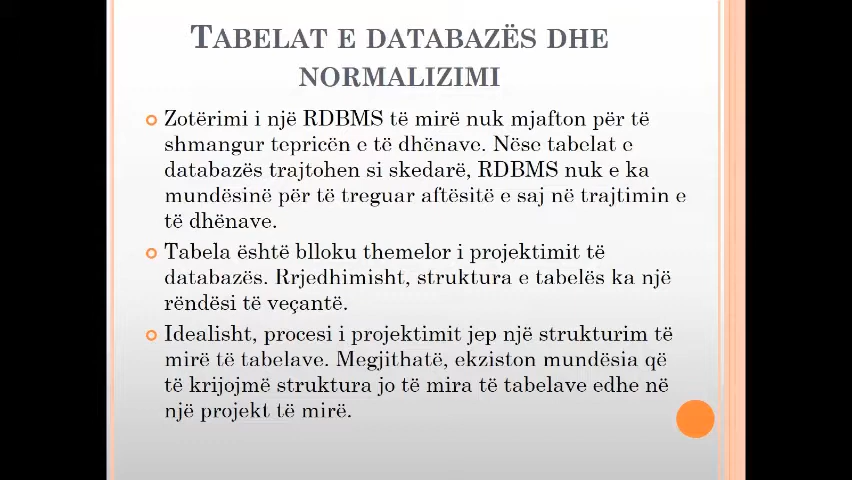 TABELAT E DATABAZËS DHE
NORMALIZIMI
Zotërimi i një RDBMS të mirë nuk mjafton për të
shmangur tepricën e të dhënave. Nëse tabelat e
databazës trajtohen si skedarë, RDBMS nuk e ka
mundësinë për të treguar aftësitë e saj në trajtimin e
të dhënave.
Tabela është blloku themelor i projektimit të
databazës. Rrjedhimisht, struktura e tabelës ka një
rëndësi të veçantë.
Idealisht, procesi i projektimit jep një strukturim të
mirë të tabelave. Megjithatë, ekziston mundësia që
të krijojmë struktura jo të mira të tabelave edhe në
një projekt të mirë.